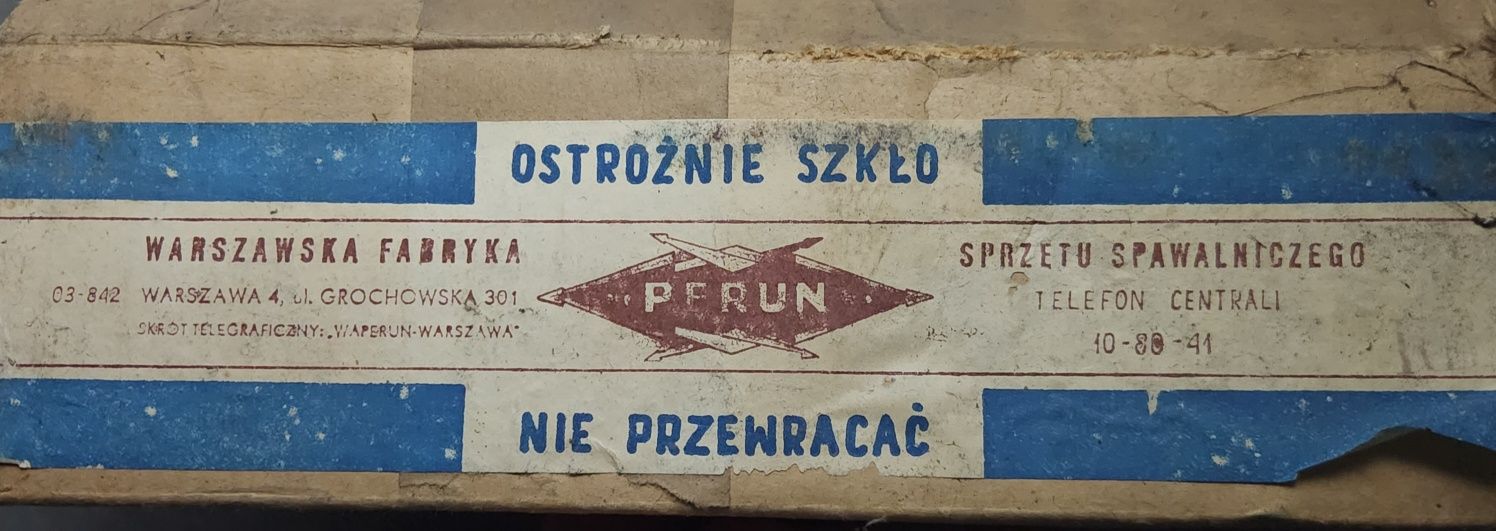 OSTROŻNIE SZKŁO
WARSZAWSKA FABRYKA
03-842 WARSZAWA 4, ul. GROCHOWSKA 301
SKRÓT TELEGRAFICZNY: „WAPERUN-WARSZAWA"
PERUN
SPRZĘTU SPAWALNICZEGO
TELEFON CENTRALI
10-80-41
NIE PRZEWRACAĆ